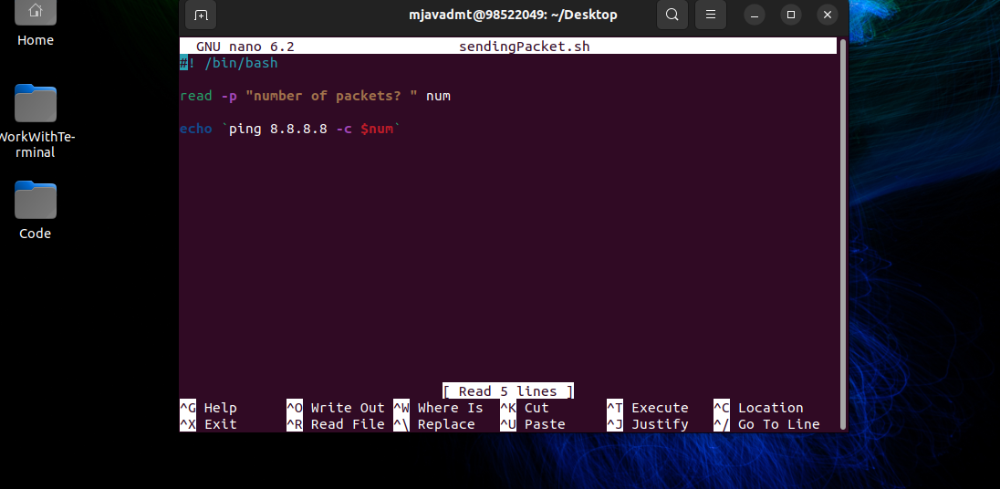 mjavadmt@98522049: ~/Desktop
Home
WorkWithTe-
rminal
Code
GNU nano 6.2 sendingPacket.sh
#! /bin/bash
read -p "number of packets? " num
echo `ping 8.8.8.8 -c $num`
[ Read 5 lines ]
^G Help ^O Write Out ^W Where Is ^K Cut ^T Execute ^C Location
^X Exit ^R Read File ^\ Replace ^U Paste ^J Justify ^/ Go To Line